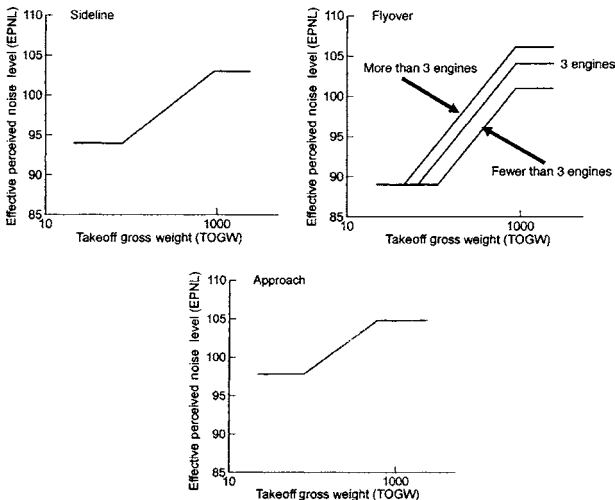 Sideline
Effective perceived noise level (EPNL)
110
105
100
95
90
85
10
1000
Takeoff gross weight (TOGW)
Flyover
Effective perceived noise level (EPNL)
110
105
100
95
90
85
More than 3 engines
3 engines
Fewer than 3 engines
10
1000
Takeoff gross weight (TOGW)
Approach
Effective perceived noise level (EPNL)
110
105
100
95
90
85
10
1000
Takeoff gross weight (TOGW)